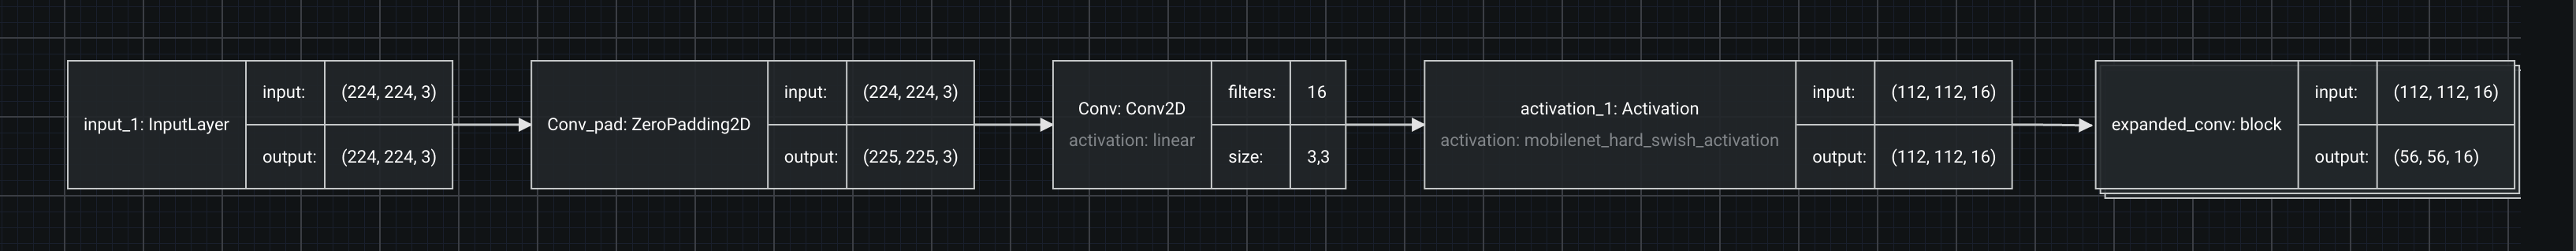 input_1: InputLayer
input: (224, 224, 3)
output: (224, 224, 3)
Conv_pad: ZeroPadding2D
input: (224, 224, 3)
output: (225, 225, 3)
Conv: Conv2D
activation: linear
filters: 16
size: 3,3
activation_1: Activation
activation: mobilenet_hard_swish_activation
input: (112, 112, 16)
output: (112, 112, 16)
expanded_conv: block
input: (112, 112, 16)
output: (56, 56, 16)